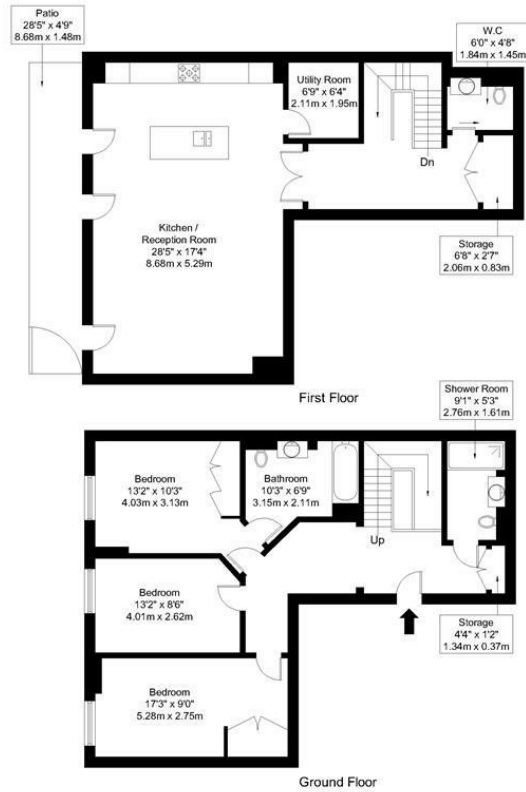 Patio
28'5" x 4'9"
8.68m x 1.48m
W.C
6'0" x 4'8"
1.84m x 1.45m
Utility Room
6'9" x 6'4"
2.11m x 1.95m
Dn
Kitchen /
Reception Room
28'5" x 17'4"
8.68m x 5.29m
Storage
6'8" x 2'7"
2.06m x 0.83m
First Floor
Shower Room
9'1" x 5'3"
2.76m x 1.61m
Bedroom
13'2" x 10'3"
4.03m x 3.13m
Bathroom
10'3" x 6'9"
3.15m x 2.11m
Up
Bedroom
13'2" x 8'6"
4.01m x 2.62m
Storage
4'4" x 1'2"
1.34m x 0.37m
Bedroom
17'3" x 9'0"
5.28m x 2.75m
Ground Floor